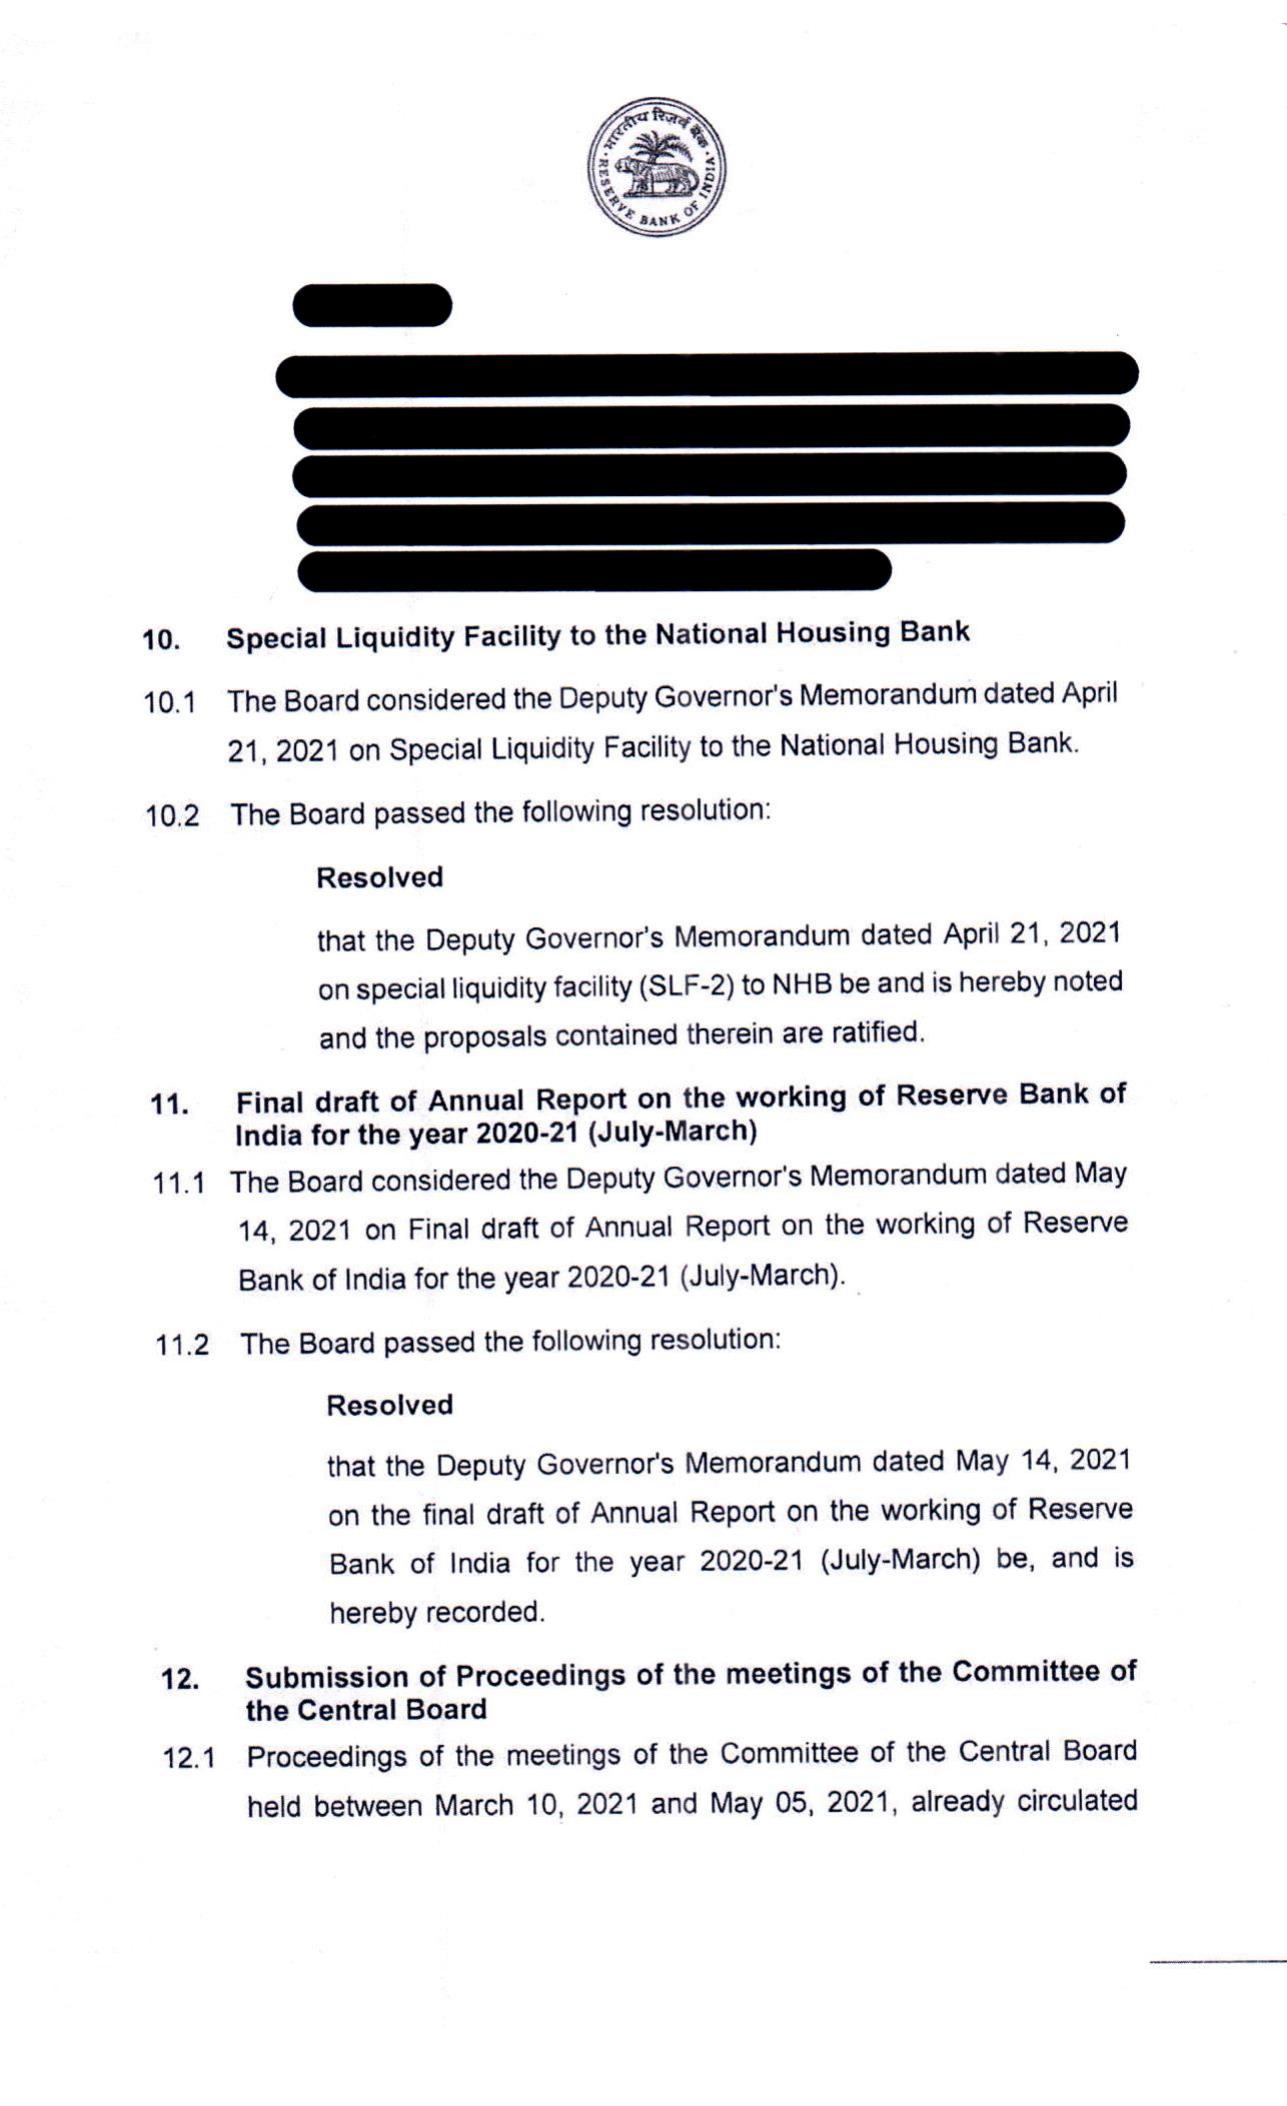 भारतीय रिज़र्व बैंक
RESERVE BANK OF INDIA
10. Special Liquidity Facility to the National Housing Bank
10.1 The Board considered the Deputy Governor's Memorandum dated April
21, 2021 on Special Liquidity Facility to the National Housing Bank.
10.2 The Board passed the following resolution:
Resolved
that the Deputy Governor's Memorandum dated April 21, 2021
on special liquidity facility (SLF-2) to NHB be and is hereby noted
and the proposals contained therein are ratified.
11. Final draft of Annual Report on the working of Reserve Bank of
India for the year 2020-21 (July-March)
11.1 The Board considered the Deputy Governor's Memorandum dated May
14, 2021 on Final draft of Annual Report on the working of Reserve
Bank of India for the year 2020-21 (July-March).
11.2 The Board passed the following resolution:
Resolved
that the Deputy Governor's Memorandum dated May 14, 2021
on the final draft of Annual Report on the working of Reserve
Bank of India for the year 2020-21 (July-March) be, and is
hereby recorded.
12. Submission of Proceedings of the meetings of the Committee of
the Central Board
12.1 Proceedings of the meetings of the Committee of the Central Board
held between March 10, 2021 and May 05, 2021, already circulated